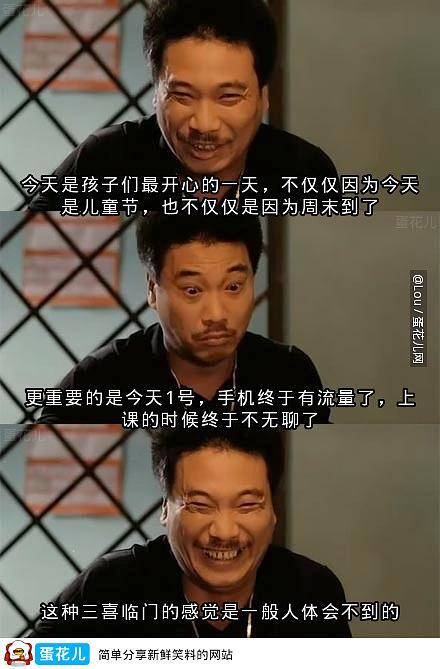 蛋花儿
今天是孩子们最开心的一天，不仅仅因为今天
是儿童节，也不仅仅是因为周末到了
蛋花儿
@Lou / 蛋花儿网
更重要的是今天1号，手机终于有流量了，上
课的时候终于不无聊了
蛋花儿
这种三喜临门的感觉是一般人体会不到的
蛋花儿 简单分享新鲜笑料的网站